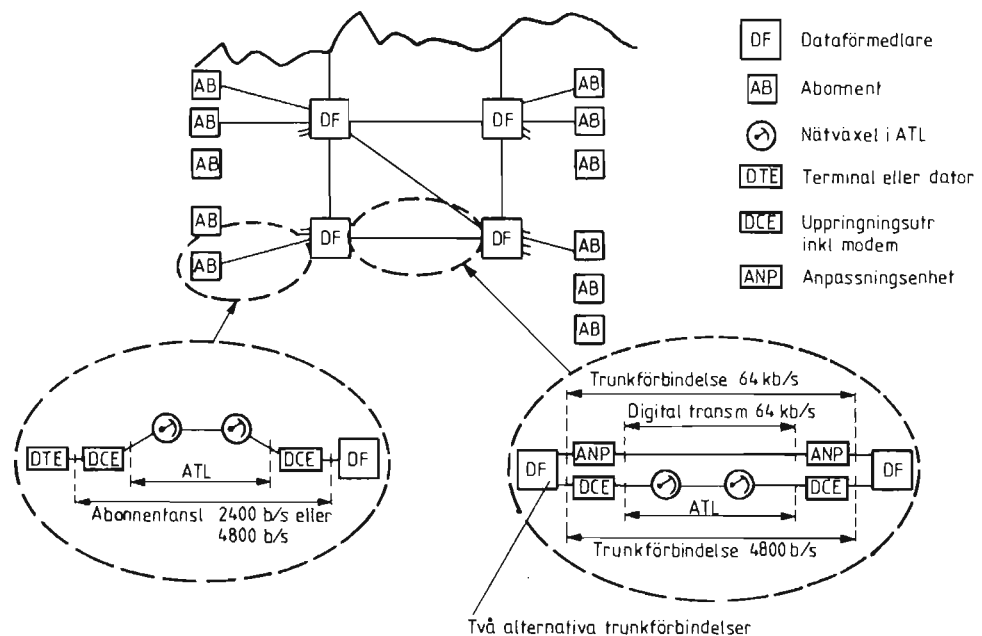 DF Dataförmedlare
AB Abonnent
Nätväxel i ATL
DTE Terminal eller dator
DCE Uppringningsutr
inkl modem
ANP Anpassningsenhet
AB
AB
AB
AB
AB
DF
DF
DF
DF
AB
AB
AB
AB
AB
AB
DTE
DCE
DCE
DF
ATL
Abonnentansl 2400 b/s eller
4800 b/s
Trunkförbindelse 64 kb/s
Digital transm 64 kb/s
DF
ANP
ANP
DF
DCE
DCE
ATL
Trunkförbindelse 4800 b/s
Två alternativa trunkförbindelser